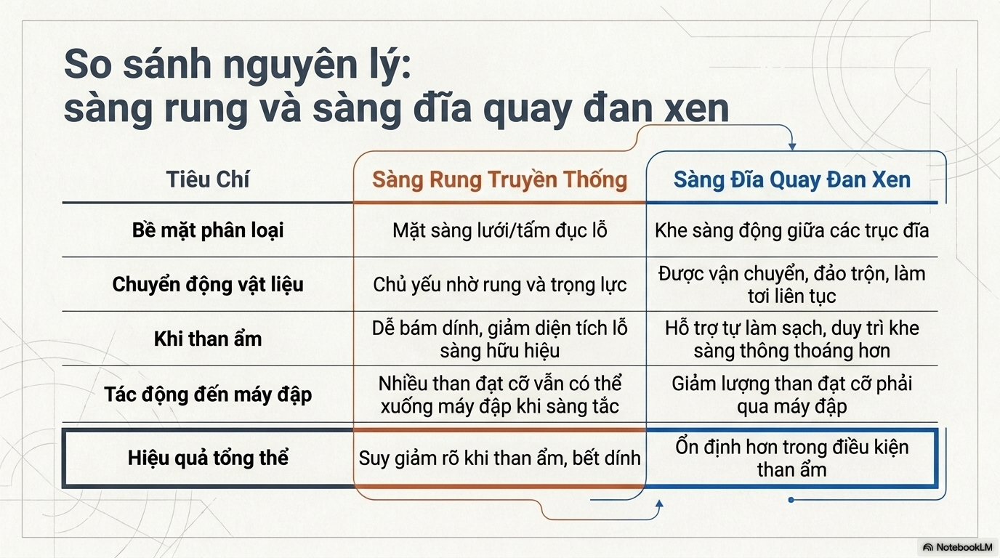 So sánh nguyên lý:
sàng rung và sàng đĩa quay đan xen
Tiêu Chí
Sàng Rung Truyền Thống
Sàng Đĩa Quay Đan Xen
Bề mặt phân loại
Mặt sàng lưới/tấm đục lỗ
Khe sàng động giữa các trục đĩa
Chuyển động vật liệu
Chủ yếu nhờ rung và trọng lực
Được vận chuyển, đảo trộn, làm
tơi liên tục
Khi than ẩm
Dễ bám dính, giảm diện tích lỗ
sàng hữu hiệu
Hỗ trợ tự làm sạch, duy trì khe
sàng thông thoáng hơn
Tác động đến máy đập
Nhiều than đạt cỡ vẫn có thể
xuống máy đập khi sàng tắc
Giảm lượng than đạt cỡ phải
qua máy đập
Hiệu quả tổng thể
Suy giảm rõ khi than ẩm, bết dính
Ổn định hơn trong điều kiện
than ẩm
NotebookLM